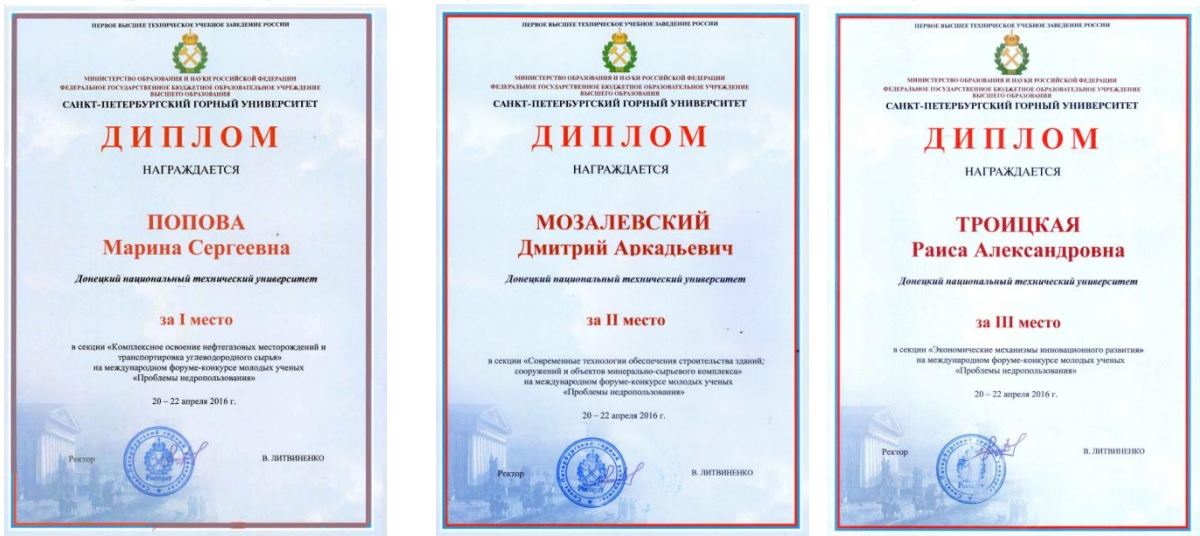 ПЕРВОЕ ВЫСШЕЕ ТЕХНИЧЕСКОЕ УЧЕБНОЕ ЗАВЕДЕНИЕ РОССИИ
МИНИСТЕРСТВО ОБРАЗОВАНИЯ И НАУКИ РОССИЙСКОЙ ФЕДЕРАЦИИ
ФЕДЕРАЛЬНОЕ ГОСУДАРСТВЕННОЕ БЮДЖЕТНОЕ ОБРАЗОВАТЕЛЬНОЕ УЧРЕЖДЕНИЕ
ВЫСШЕГО ОБРАЗОВАНИЯ
САНКТ-ПЕТЕРБУРГСКИЙ ГОРНЫЙ УНИВЕРСИТЕТ
ДИПЛОМ
НАГРАЖДАЕТСЯ
ПОПОВА
Марина Сергеевна
Донецкий национальный технический университет
за I место
в секции «Комплексное освоение нефтегазовых месторождений и
транспортировка углеводородного сырья»
на международном форуме-конкурсе молодых ученых
«Проблемы недропользования»
20 – 22 апреля 2016 г.
Ректор
В. ЛИТВИНЕНКО
ПЕРВОЕ ВЫСШЕЕ ТЕХНИЧЕСКОЕ УЧЕБНОЕ ЗАВЕДЕНИЕ РОССИИ
МИНИСТЕРСТВО ОБРАЗОВАНИЯ И НАУКИ РОССИЙСКОЙ ФЕДЕРАЦИИ
ФЕДЕРАЛЬНОЕ ГОСУДАРСТВЕННОЕ БЮДЖЕТНОЕ ОБРАЗОВАТЕЛЬНОЕ УЧРЕЖДЕНИЕ
ВЫСШЕГО ОБРАЗОВАНИЯ
САНКТ-ПЕТЕРБУРГСКИЙ ГОРНЫЙ УНИВЕРСИТЕТ
ДИПЛОМ
НАГРАЖДАЕТСЯ
МОЗАЛЕВСКИЙ
Дмитрий Аркадьевич
Донецкий национальный технический университет
за II место
в секции «Современные технологии обеспечения строительства зданий,
сооружений и объектов минерально-сырьевого комплекса»
на международном форуме-конкурсе молодых ученых
«Проблемы недропользования»
20 – 22 апреля 2016 г.
Ректор
В. ЛИТВИНЕНКО
ПЕРВОЕ ВЫСШЕЕ ТЕХНИЧЕСКОЕ УЧЕБНОЕ ЗАВЕДЕНИЕ РОССИИ
МИНИСТЕРСТВО ОБРАЗОВАНИЯ И НАУКИ РОССИЙСКОЙ ФЕДЕРАЦИИ
ФЕДЕРАЛЬНОЕ ГОСУДАРСТВЕННОЕ БЮДЖЕТНОЕ ОБРАЗОВАТЕЛЬНОЕ УЧРЕЖДЕНИЕ
ВЫСШЕГО ОБРАЗОВАНИЯ
САНКТ-ПЕТЕРБУРГСКИЙ ГОРНЫЙ УНИВЕРСИТЕТ
ДИПЛОМ
НАГРАЖДАЕТСЯ
ТРОИЦКАЯ
Раиса Александровна
Донецкий национальный технический университет
за III место
в секции «Экономические механизмы инновационного развития»
на международном форуме-конкурсе молодых ученых
«Проблемы недропользования»
20 – 22 апреля 2016 г.
Ректор
В. ЛИТВИНЕНКО